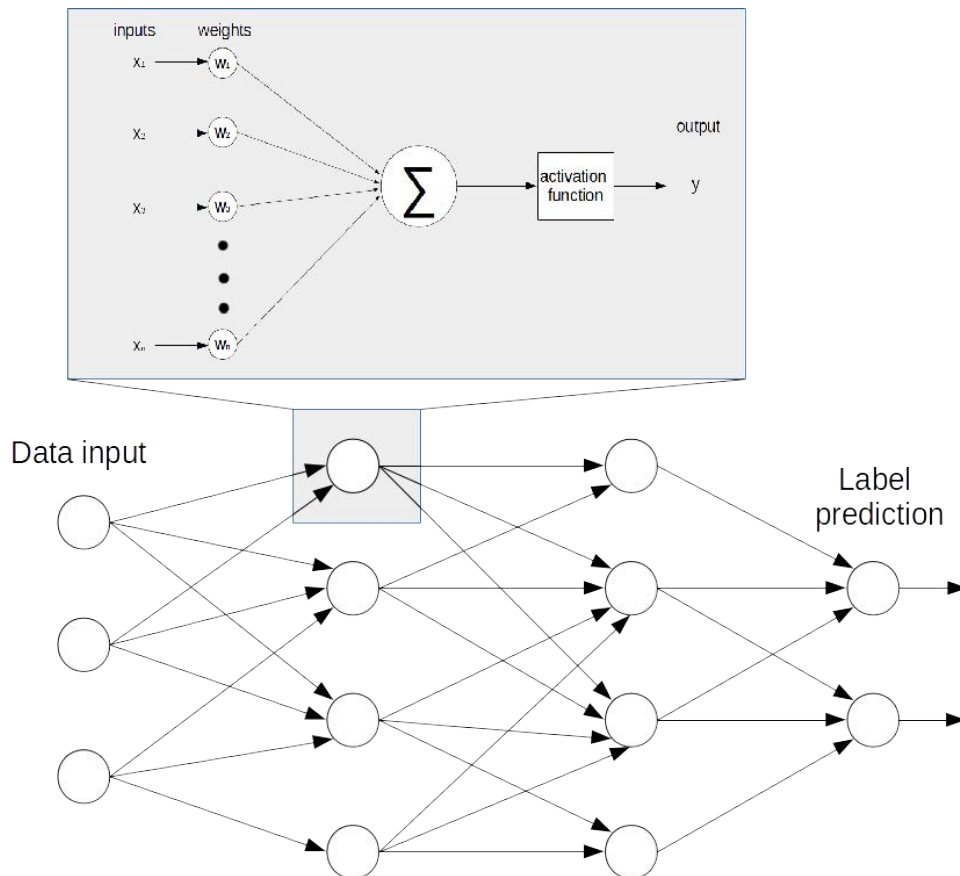 inputs weights
x₁ w₁
x₂ w₂
output
activation
function
y
x₃ w₃
Σ
xₙ wₙ
Data input
Label
prediction